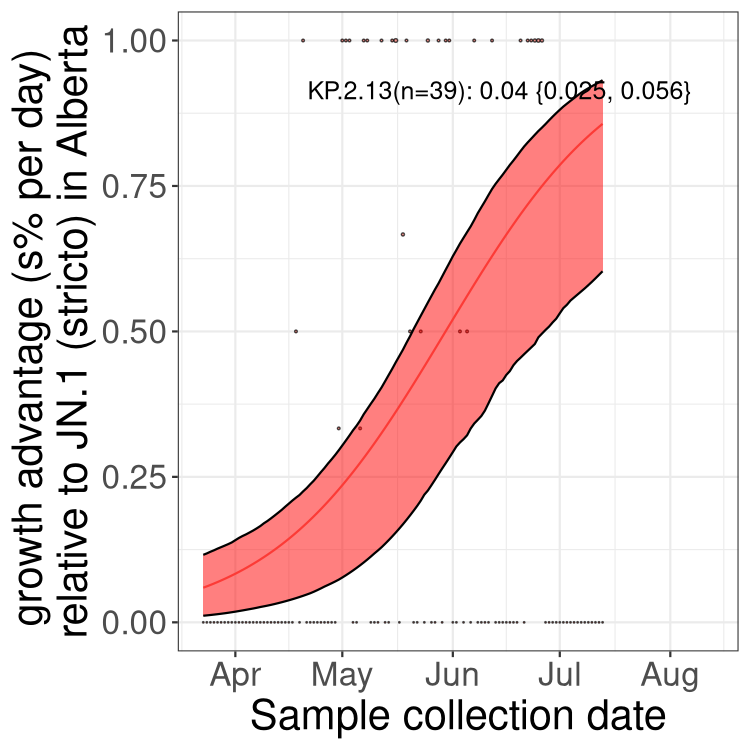 growth advantage (s% per day)
relative to JN.1 (stricto) in Alberta
1.00
0.75
0.50
0.25
0.00
KP.2.13(n=39): 0.04 {0.025, 0.056}
Apr May Jun Jul Aug
Sample collection date